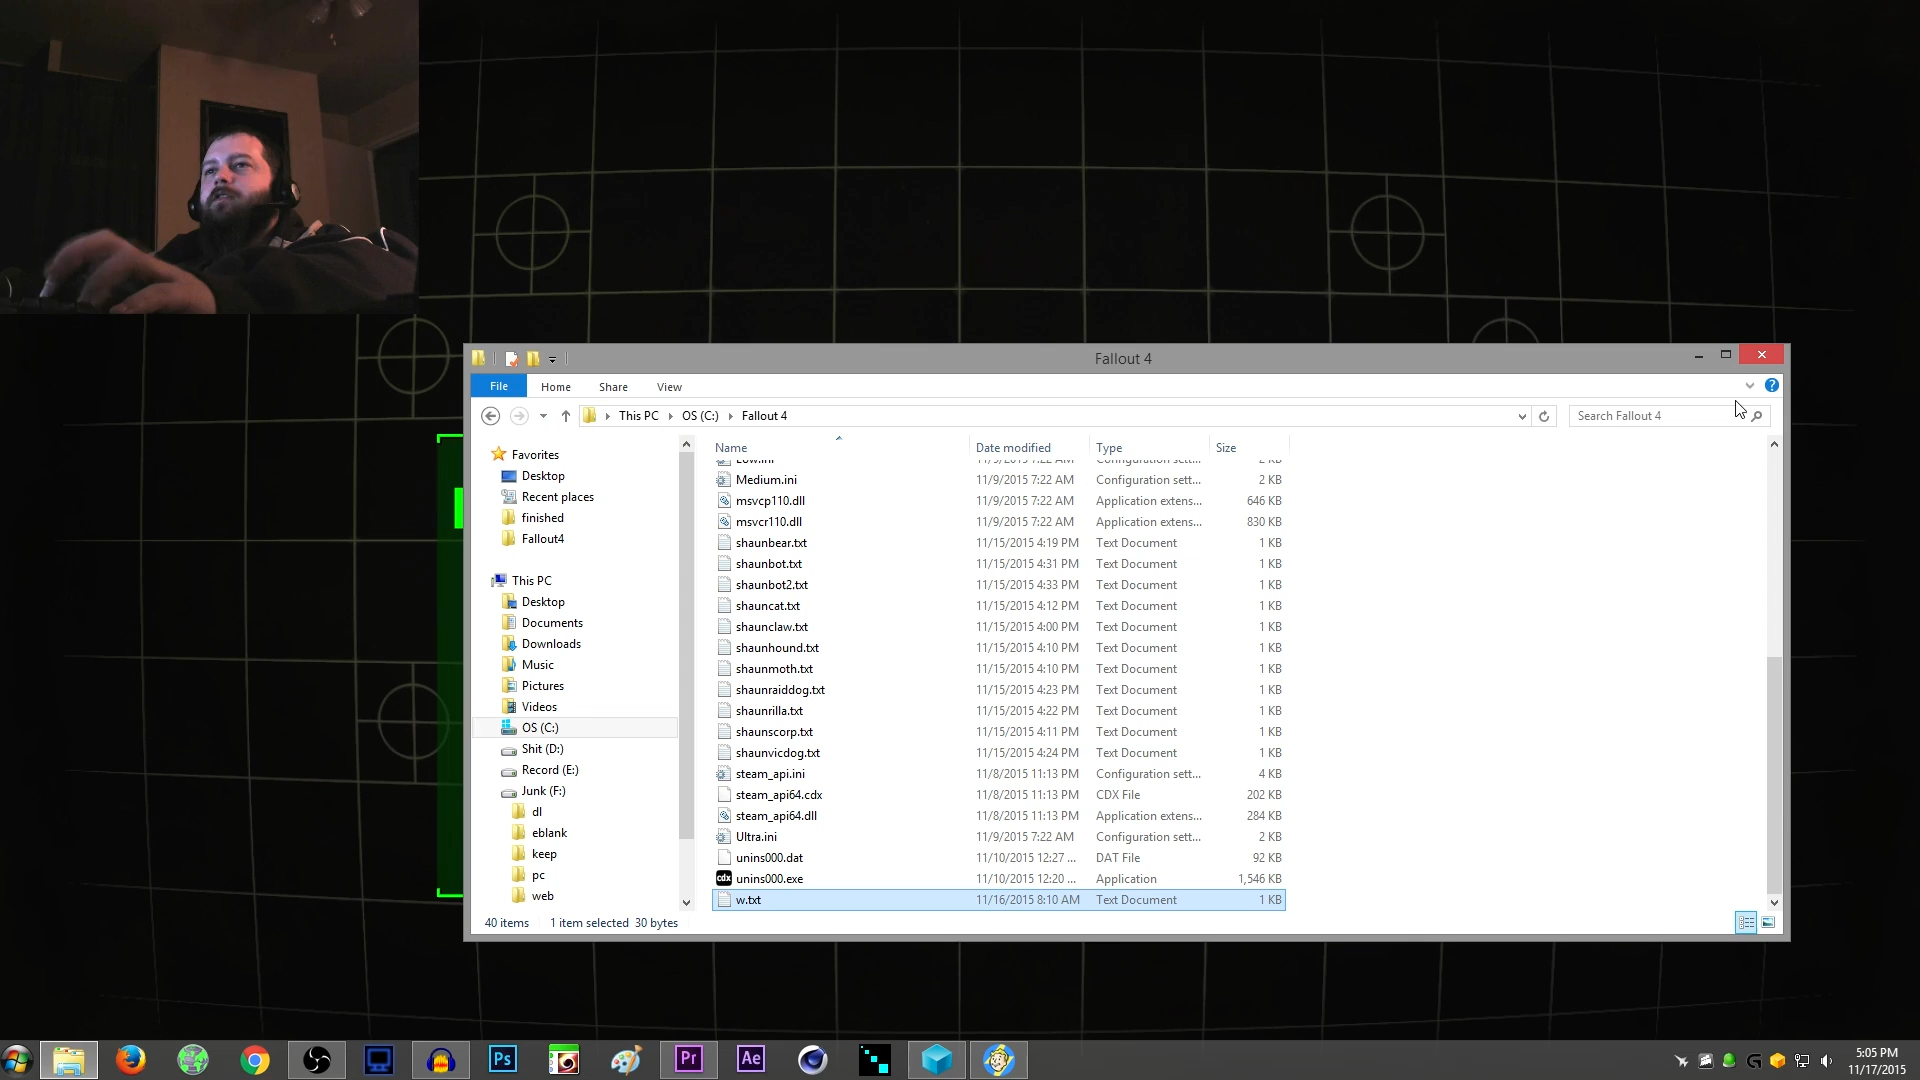 Fallout 4
File Home Share View
This PC OS (C:) Fallout 4 Search Fallout 4
Name Date modified Type Size
Favorites
Desktop
Recent places
finished
Fallout4
This PC
Desktop
Documents
Downloads
Music
Pictures
Videos
OS (C:)
Shit (D:)
Record (E:)
Junk (F:)
dl
eblank
keep
pc
web
Low.ini 11/9/2015 7:22 AM Configuration sett... 2 KB
Medium.ini 11/9/2015 7:22 AM Configuration sett... 2 KB
msvcp110.dll 11/9/2015 7:22 AM Application extens... 646 KB
msvcr110.dll 11/9/2015 7:22 AM Application extens... 830 KB
shaunbear.txt 11/15/2015 4:19 PM Text Document 1 KB
shaunbot.txt 11/15/2015 4:31 PM Text Document 1 KB
shaunbot2.txt 11/15/2015 4:33 PM Text Document 1 KB
shauncat.txt 11/15/2015 4:12 PM Text Document 1 KB
shaunclaw.txt 11/15/2015 4:00 PM Text Document 1 KB
shaunhound.txt 11/15/2015 4:10 PM Text Document 1 KB
shaunmoth.txt 11/15/2015 4:10 PM Text Document 1 KB
shaunraiddog.txt 11/15/2015 4:23 PM Text Document 1 KB
shaunrilla.txt 11/15/2015 4:22 PM Text Document 1 KB
shaunscorp.txt 11/15/2015 4:11 PM Text Document 1 KB
shaunvicdog.txt 11/15/2015 4:24 PM Text Document 1 KB
steam_api.ini 11/8/2015 11:13 PM Configuration sett... 4 KB
steam_api64.cdx 11/8/2015 11:13 PM CDX File 202 KB
steam_api64.dll 11/8/2015 11:13 PM Application extens... 284 KB
Ultra.ini 11/9/2015 7:22 AM Configuration sett... 2 KB
unins000.dat 11/10/2015 12:27 ... DAT File 92 KB
cdx unins000.exe 11/10/2015 12:20 ... Application 1,546 KB
w.txt 11/16/2015 8:10 AM Text Document 1 KB
40 items 1 item selected 30 bytes
Ps Pr Ae
5:05 PM
11/17/2015